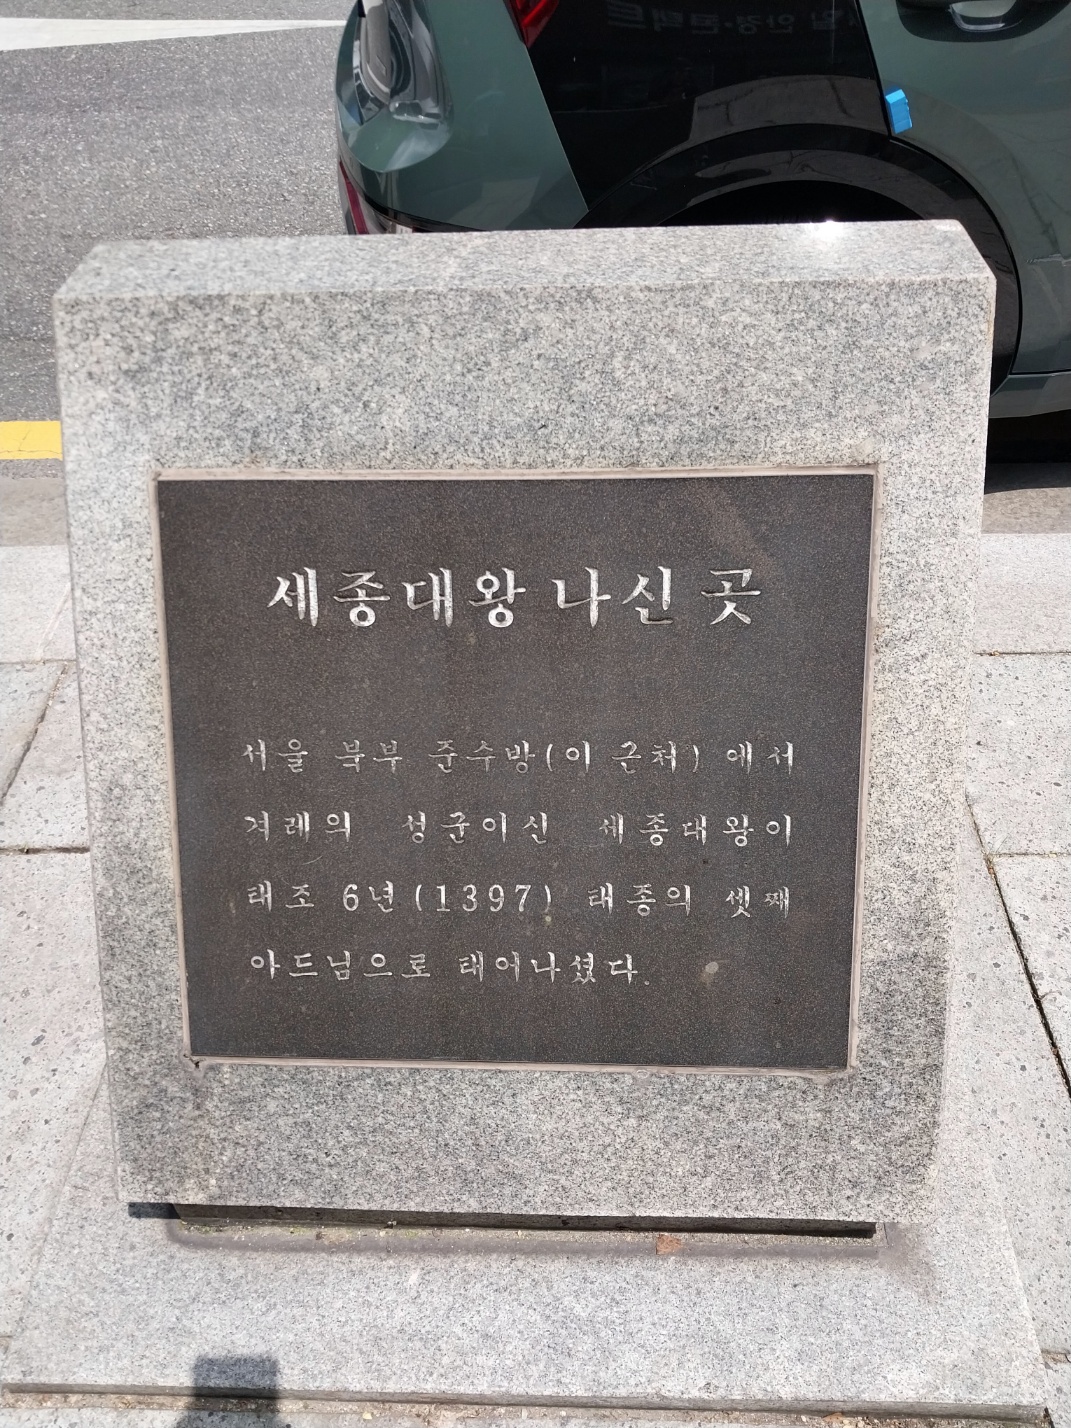 세종대왕 나신 곳
서울 북부 준수방(이 근처) 에서
겨레의 성군이신 세종대왕이
태조 6년(1397) 태종의 셋째
아드님으로 태어나셨다.